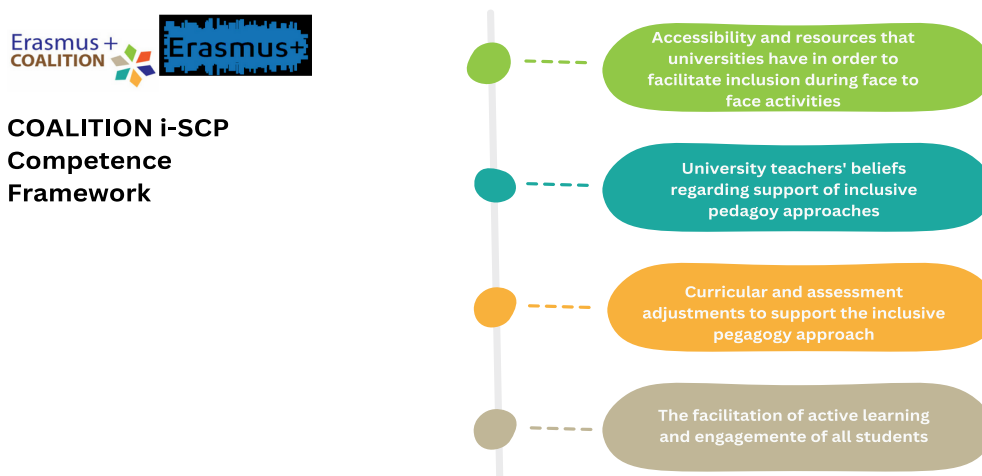 Erasmus +
COALITION
Erasmus+
COALITION i-SCP
Competence
Framework
Accessibility and resources that
universities have in order to
facilitate inclusion during face to
face activities
University teachers' beliefs
regarding support of inclusive
pedagoy approaches
Curricular and assessment
adjustments to support the inclusive
pegagogy approach
The facilitation of active learning
and engagemente of all students